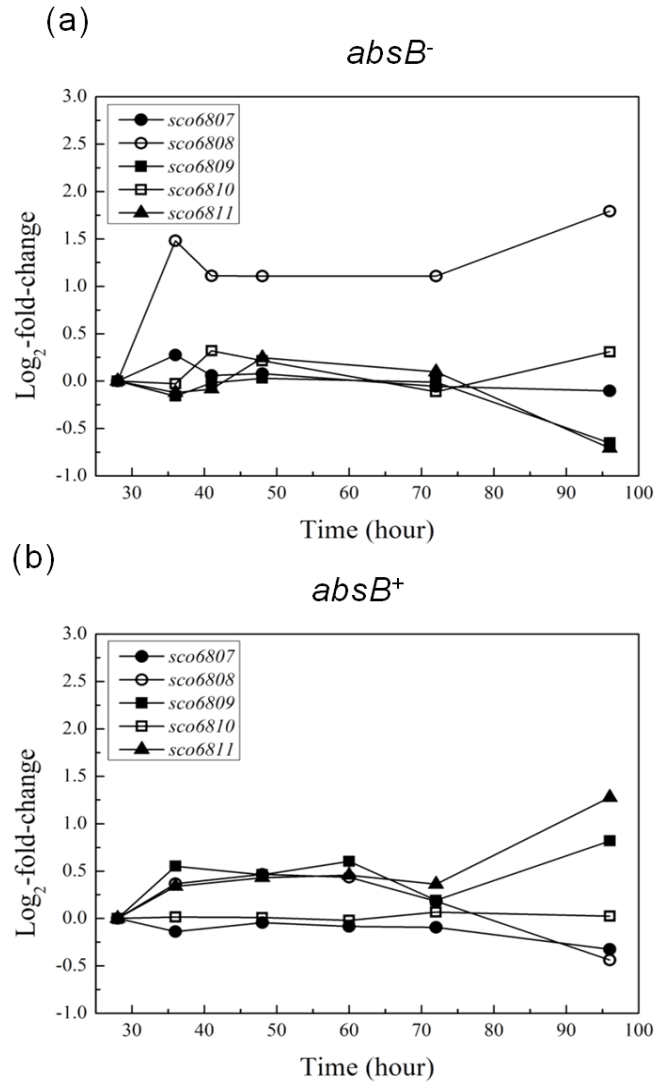 (a)
absB-
3.0
2.5
2.0
1.5
1.0
0.5
0.0
-0.5
-1.0
Log2-fold-change
sco6807
sco6808
sco6809
sco6810
sco6811
30 40 50 60 70 80 90 100
Time (hour)
(b)
absB+
3.0
2.5
2.0
1.5
1.0
0.5
0.0
-0.5
-1.0
Log2-fold-change
sco6807
sco6808
sco6809
sco6810
sco6811
30 40 50 60 70 80 90 100
Time (hour)